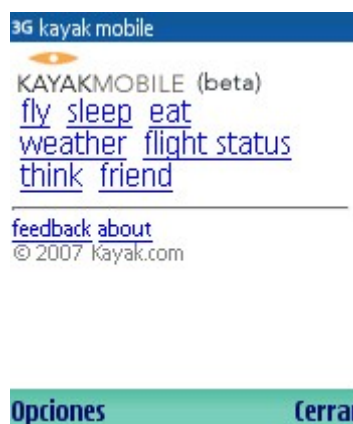 3G kayak mobile
KAYAKMOBILE (beta)
fly sleep eat
weather flight status
think friend
feedback about
© 2007 Kayak.com
Opciones Cerrar